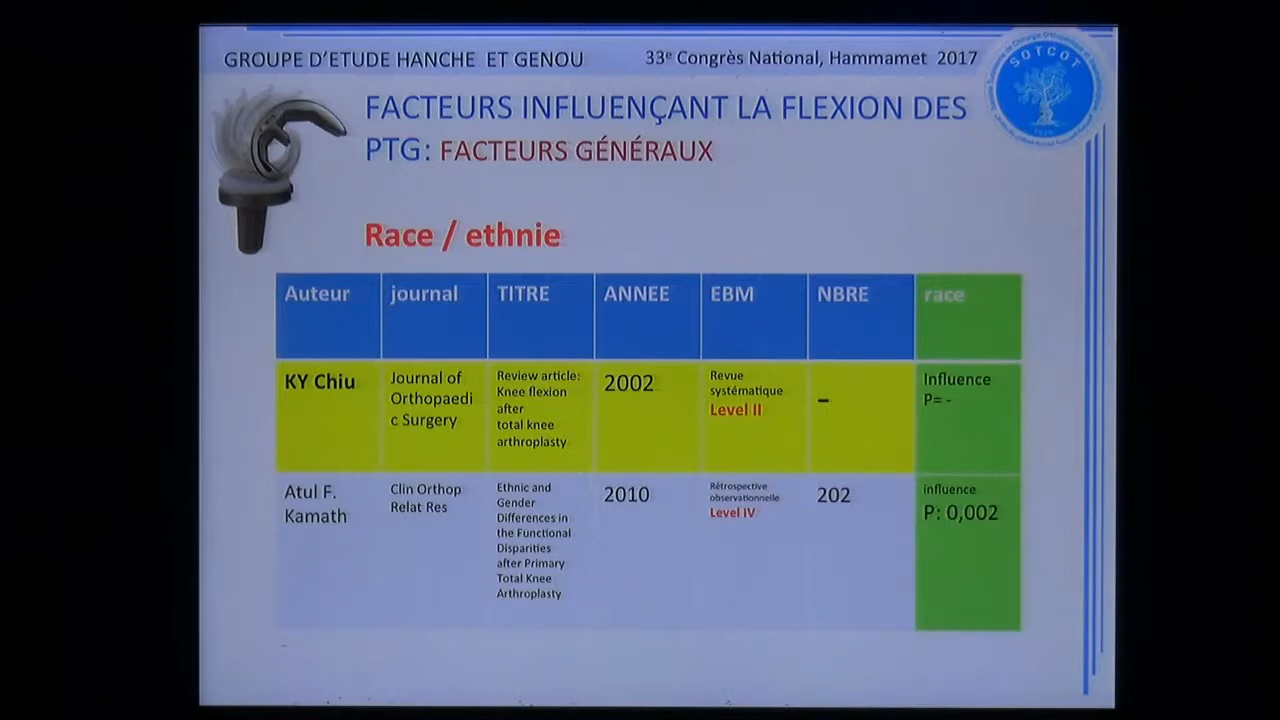 GROUPE D'ETUDE HANCHE ET GENOU
33e Congrès National, Hammamet 2017
SOTCOT
FACTEURS INFLUENÇANT LA FLEXION DES
PTG: FACTEURS GÉNÉRAUX
Race / ethnie
Auteur journal TITRE ANNEE EBM NBRE race
KY Chiu
Journal of
Orthopaedi
c Surgery
Review article:
Knee flexion
after
total knee
arthroplasty
2002
Revue
systématique
Level II
–
Influence
P= -
Atul F.
Kamath
Clin Orthop
Relat Res
Ethnic and
Gender
Differences in
the Functional
Disparities
after Primary
Total Knee
Arthroplasty
2010
Rétrospective
observationnelle
Level IV
202
influence
P: 0,002